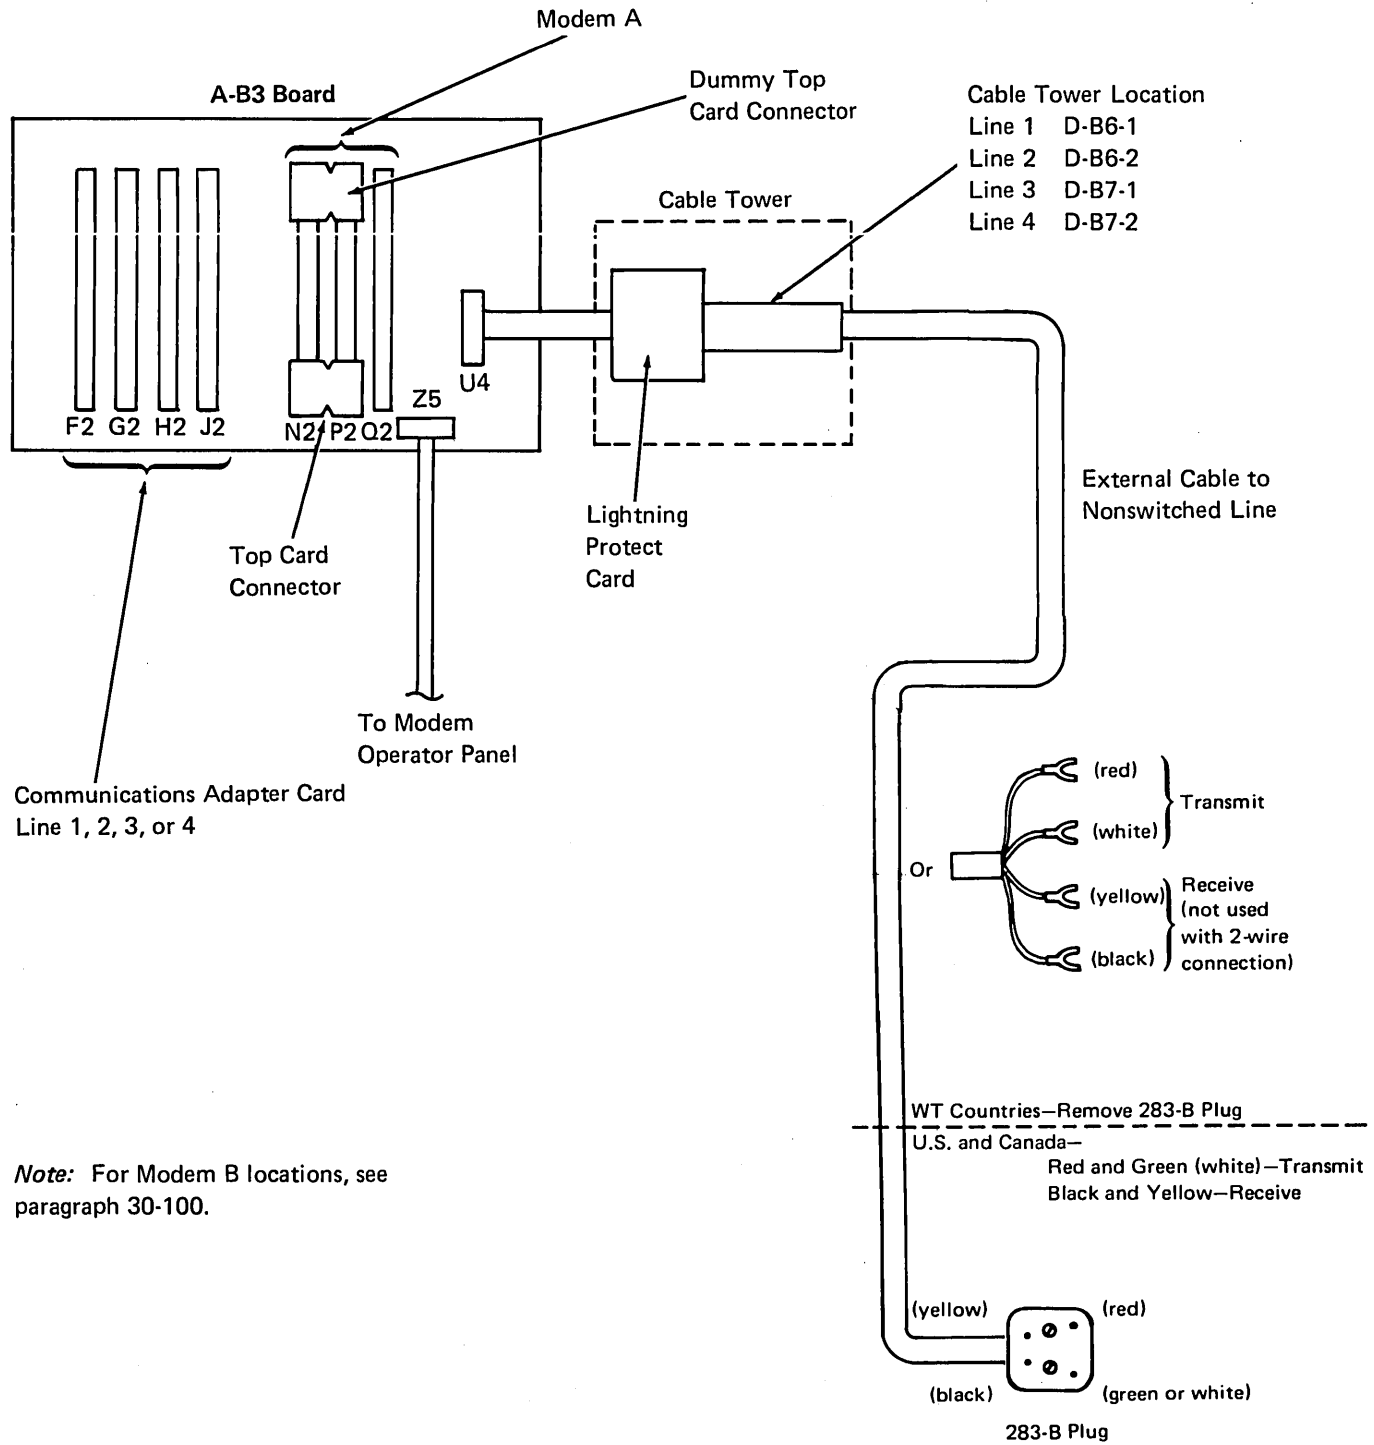 Modem A
A-B3 Board
Dummy Top
Card Connector
Cable Tower Location
Line 1 D-B6-1
Line 2 D-B6-2
Line 3 D-B7-1
Line 4 D-B7-2
Cable Tower
U4
Z5
F2 G2 H2 J2 N2 P2 Q2
External Cable to
Nonswitched Line
Lightning
Protect
Card
Top Card
Connector
To Modem
Operator Panel
Communications Adapter Card
Line 1, 2, 3, or 4
(red)
Transmit
(white)
Or
(yellow)
Receive
(not used
with 2-wire
connection)
(black)
WT Countries—Remove 283-B Plug
U.S. and Canada—
Red and Green (white)—Transmit
Black and Yellow—Receive
Note: For Modem B locations, see
paragraph 30-100.
(yellow) (red)
(black) (green or white)
283-B Plug